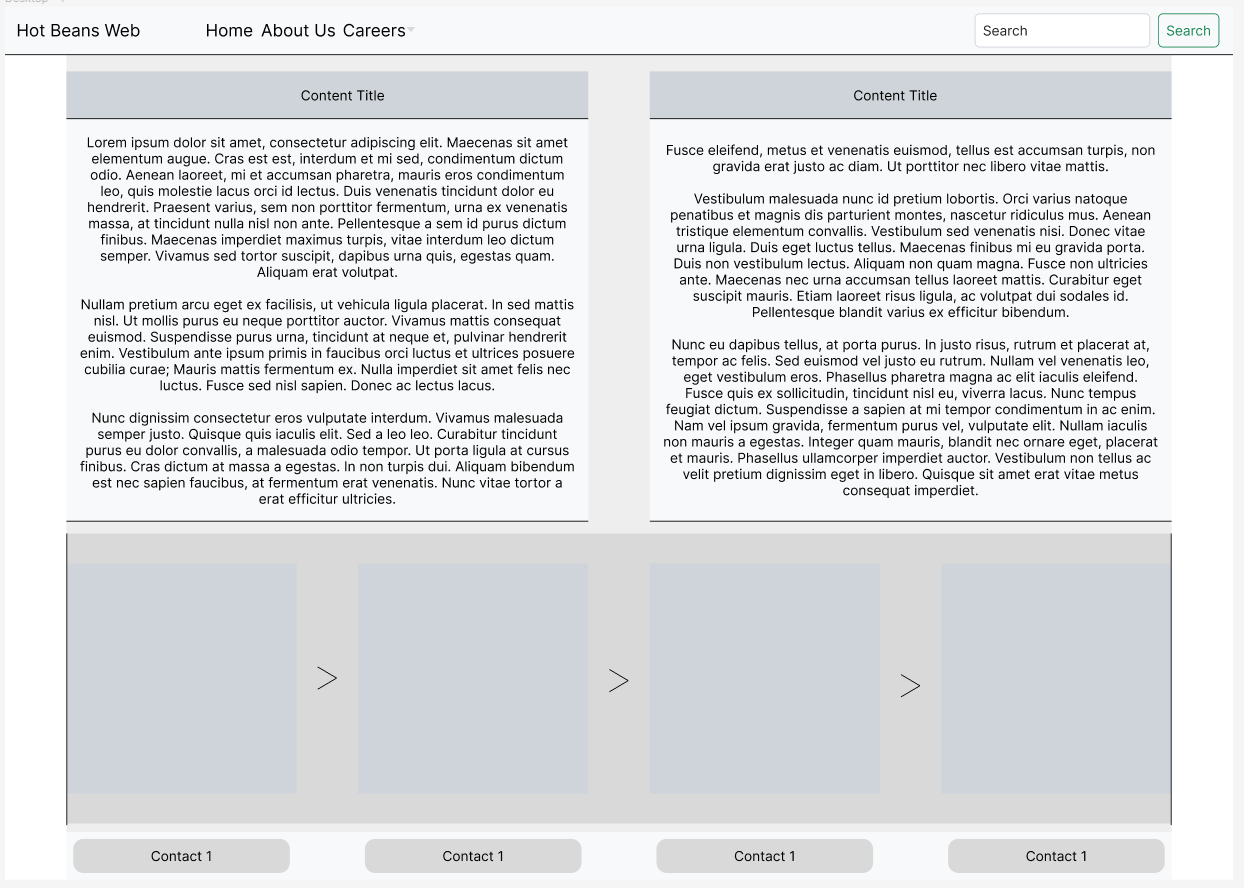 Desktop
Hot Beans Web
Home About Us Careers
Search
Search
Content Title
Lorem ipsum dolor sit amet, consectetur adipiscing elit. Maecenas sit amet
elementum augue. Cras est est, interdum et mi sed, condimentum dictum
odio. Aenean laoreet, mi et accumsan pharetra, mauris eros condimentum
leo, quis molestie lacus orci id lectus. Duis venenatis tincidunt dolor eu
hendrerit. Praesent varius, sem non porttitor fermentum, urna ex venenatis
massa, at tincidunt nulla nisl non ante. Pellentesque a sem id purus dictum
finibus. Maecenas imperdiet maximus turpis, vitae interdum leo dictum
semper. Vivamus sed tortor suscipit, dapibus urna quis, egestas quam.
Aliquam erat volutpat.
Nullam pretium arcu eget ex facilisis, ut vehicula ligula placerat. In sed mattis
nisl. Ut mollis purus eu neque porttitor auctor. Vivamus mattis consequat
euismod. Suspendisse purus urna, tincidunt at neque et, pulvinar hendrerit
enim. Vestibulum ante ipsum primis in faucibus orci luctus et ultrices posuere
cubilia curae; Mauris mattis fermentum ex. Nulla imperdiet sit amet felis nec
luctus. Fusce sed nisl sapien. Donec ac lectus lacus.
Nunc dignissim consectetur eros vulputate interdum. Vivamus malesuada
semper justo. Quisque quis iaculis elit. Sed a leo leo. Curabitur tincidunt
purus eu dolor convallis, a malesuada odio tempor. Ut porta ligula at cursus
finibus. Cras dictum at massa a egestas. In non turpis dui. Aliquam bibendum
est nec sapien faucibus, at fermentum erat venenatis. Nunc vitae tortor a
erat efficitur ultricies.
Content Title
Fusce eleifend, metus et venenatis euismod, tellus est accumsan turpis, non
gravida erat justo ac diam. Ut porttitor nec libero vitae mattis.
Vestibulum malesuada nunc id pretium lobortis. Orci varius natoque
penatibus et magnis dis parturient montes, nascetur ridiculus mus. Aenean
tristique elementum convallis. Vestibulum sed venenatis nisi. Donec vitae
urna ligula. Duis eget luctus tellus. Maecenas finibus mi eu gravida porta.
Duis non vestibulum lectus. Aliquam non quam magna. Fusce non ultricies
ante. Maecenas nec urna accumsan tellus laoreet mattis. Curabitur eget
suscipit mauris. Etiam laoreet risus ligula, ac volutpat dui sodales id.
Pellentesque blandit varius ex efficitur bibendum.
Nunc eu dapibus tellus, at porta purus. In justo risus, rutrum et placerat at,
tempor ac felis. Sed euismod vel justo eu rutrum. Nullam vel venenatis leo,
eget vestibulum eros. Phasellus pharetra magna ac elit iaculis eleifend.
Fusce quis ex sollicitudin, tincidunt nisl eu, viverra lacus. Nunc tempus
feugiat dictum. Suspendisse a sapien at mi tempor condimentum in ac enim.
Nam vel ipsum gravida, fermentum purus vel, vulputate elit. Nullam iaculis
non mauris a egestas. Integer quam mauris, blandit nec ornare eget, placerat
et mauris. Phasellus ullamcorper imperdiet auctor. Vestibulum non tellus ac
velit pretium dignissim eget in libero. Quisque sit amet erat vitae metus
consequat imperdiet.
Contact 1
Contact 1
Contact 1
Contact 1